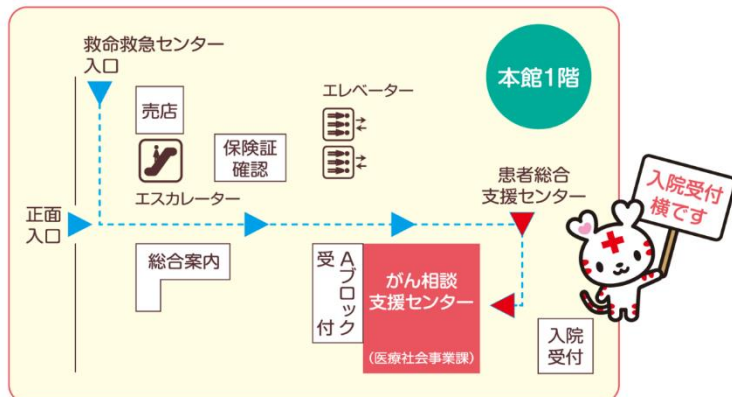 救命救急センター
入口
本館1階
エレベーター
売店
保険証
確認
患者総合
支援センター
入院受付
横です
エスカレーター
正面
入口
総合案内
Aブロック
受付
がん相談
支援センター
(医療社会事業課)
入院
受付